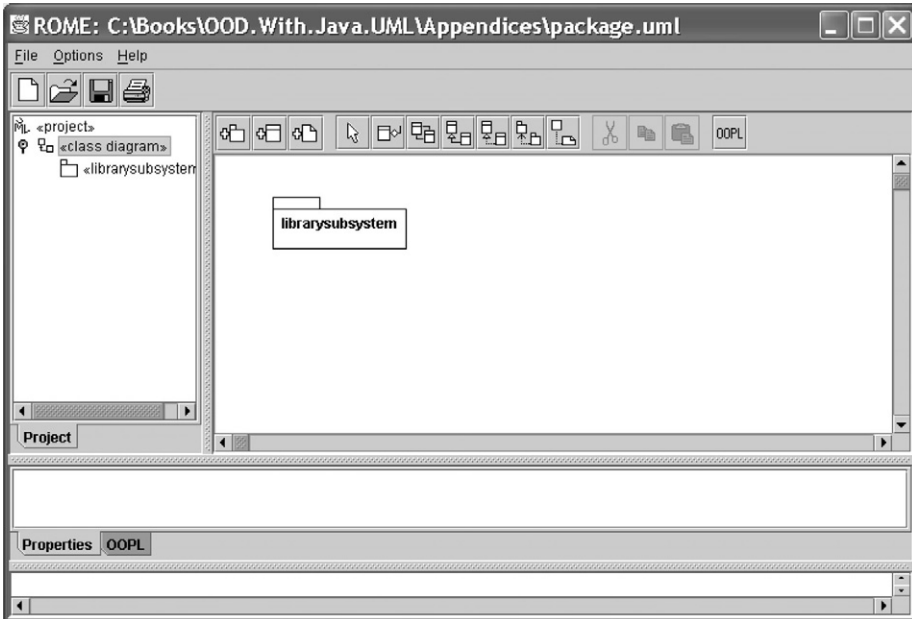 ROME: C:\Books\OOD.With.Java.UML\Appendices\package.uml
File Options Help
«project»
«class diagram»
«librarysubsystem
OOPL
librarysubsystem
Project
Properties OOPL